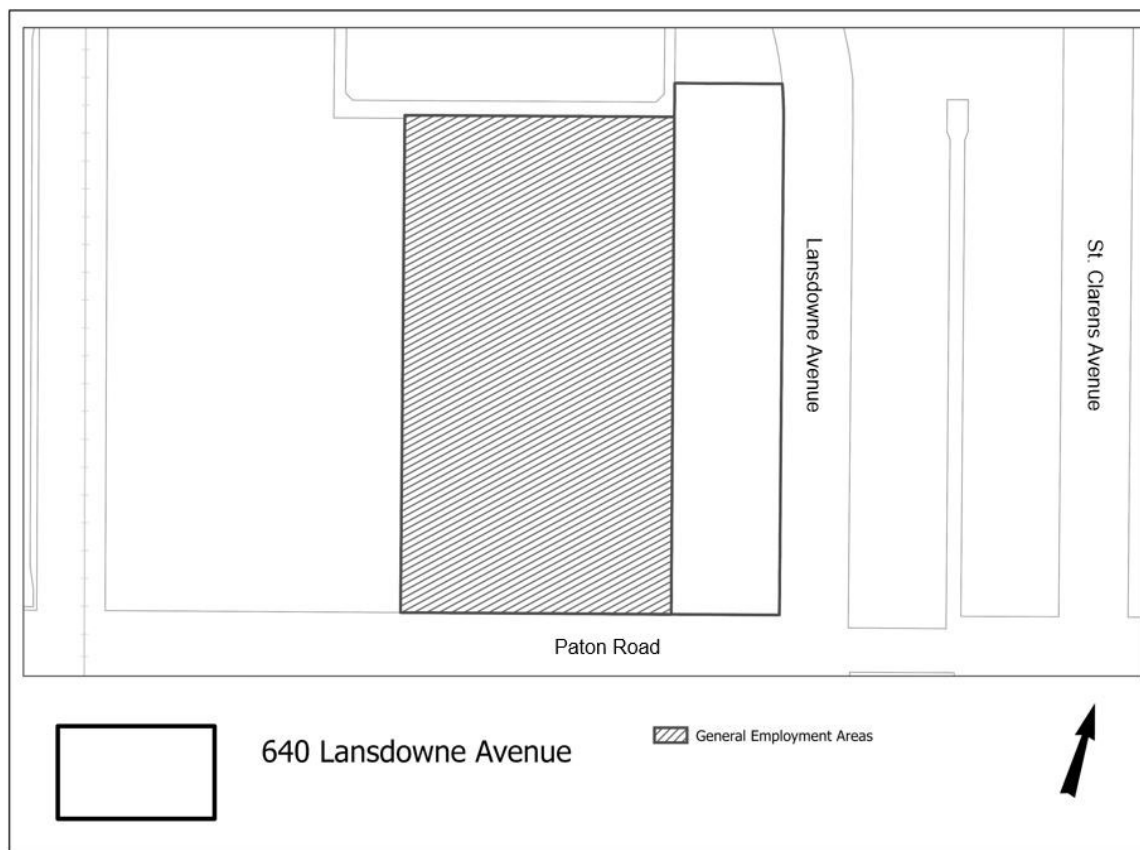 Lansdowne Avenue
St. Clarens Avenue
Paton Road
640 Lansdowne Avenue
General Employment Areas